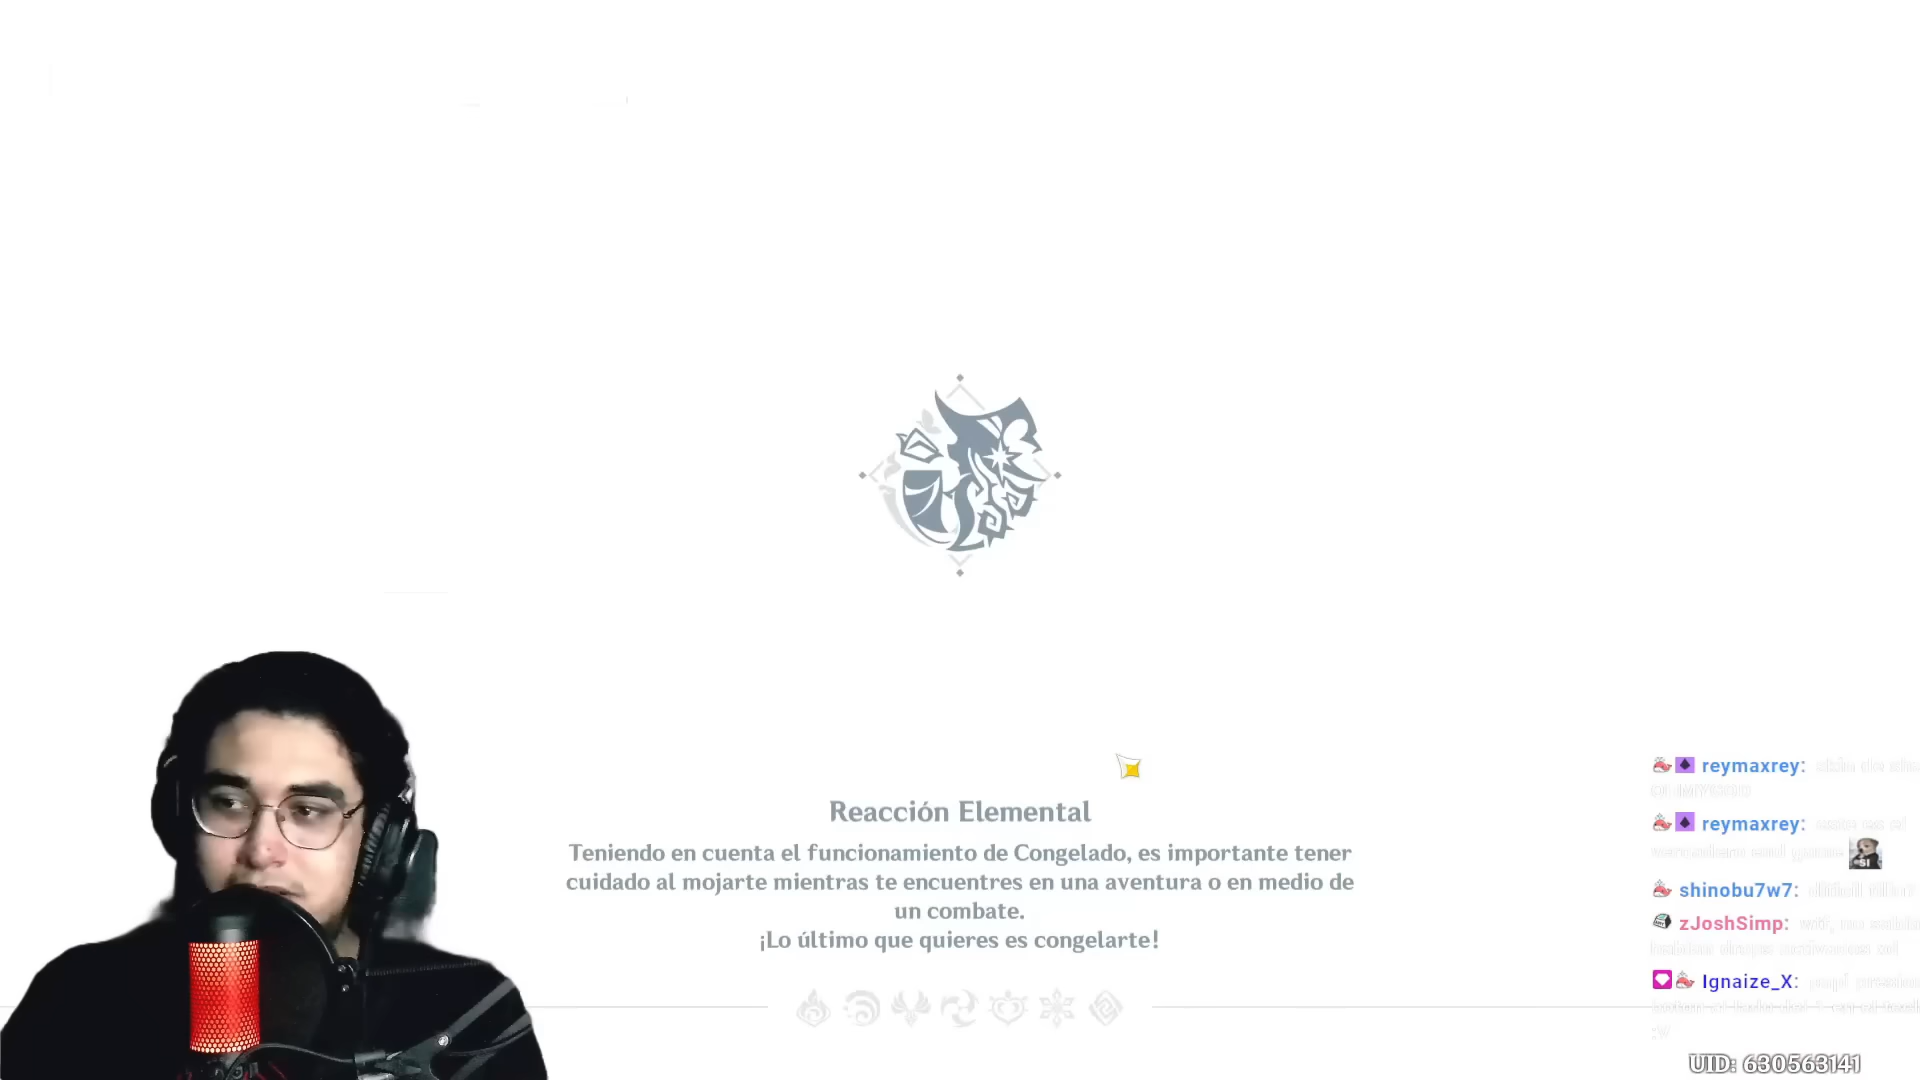 Reacción Elemental
Teniendo en cuenta el funcionamiento de Congelado, es importante tener
cuidado al mojarte mientras te encuentres en una aventura o en medio de
un combate.
¡Lo último que quieres es congelarte!
reymaxrey:
reymaxrey:
SI
shinobu7w7:
zJoshSimp:
Ignaize_X:
UID: 630563141